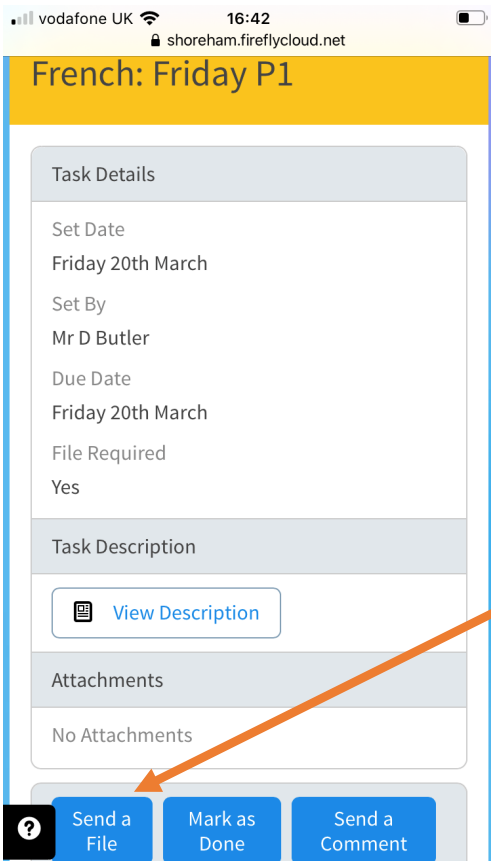 vodafone UK 16:42
shoreham.fireflycloud.net
French: Friday P1
Task Details
Set Date
Friday 20th March
Set By
Mr D Butler
Due Date
Friday 20th March
File Required
Yes
Task Description
View Description
Attachments
No Attachments
Send a Mark as Send a
File Done Comment
?